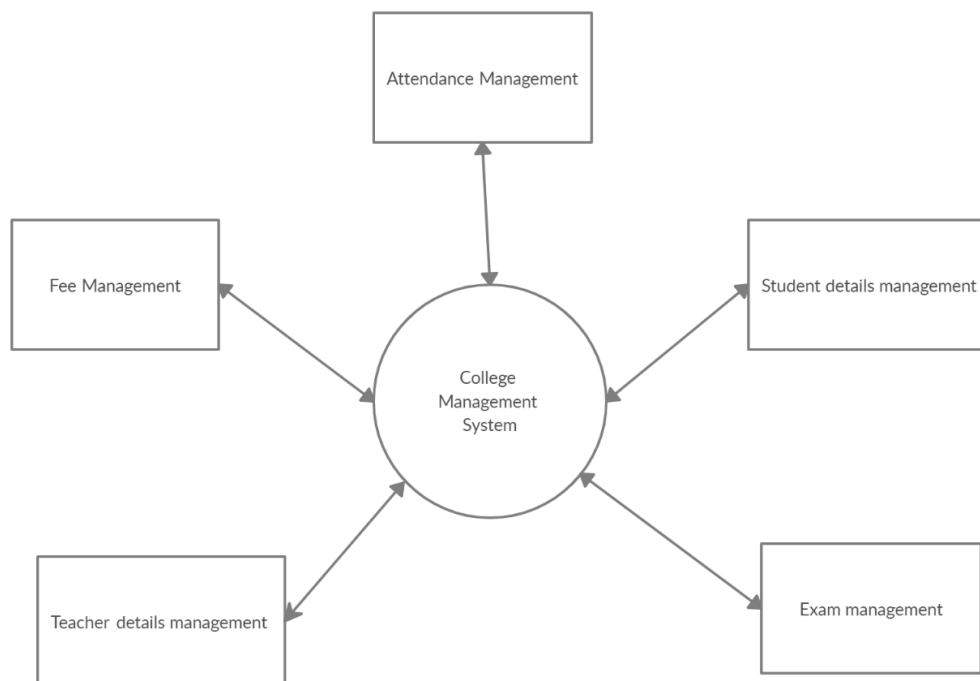 Attendance Management
Fee Management
Student details management
College
Management
System
Teacher details management
Exam management